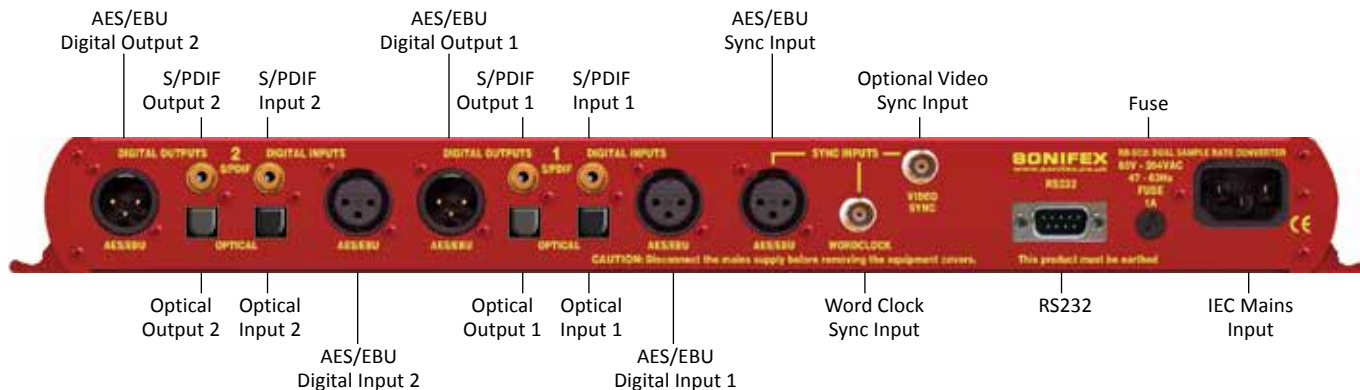 AES/EBU
Digital Output 2
AES/EBU
Digital Output 1
AES/EBU
Sync Input
S/PDIF
Output 2
S/PDIF
Input 2
S/PDIF
Output 1
S/PDIF
Input 1
Optional Video
Sync Input
Fuse
DIGITAL OUTPUTS
2
S/PDIF
DIGITAL INPUTS
DIGITAL OUTPUTS
1
S/PDIF
DIGITAL INPUTS
SYNC INPUTS
VIDEO
SYNC
BONIFEX
RS232
DUAL SAMPLE RATE CONVERTER
47 - 63Hz
FUSE
1A
CE
AES/EBU
OPTICAL
AES/EBU
AES/EBU
OPTICAL
AES/EBU
AES/EBU
WORDCLOCK
CAUTION: Disconnect the mains supply before removing the equipment covers.
This product must be earthed
Optical
Output 2
Optical
Input 2
AES/EBU
Digital Input 2
Optical
Output 1
Optical
Input 1
AES/EBU
Digital Input 1
Word Clock
Sync Input
RS232
IEC Mains
Input